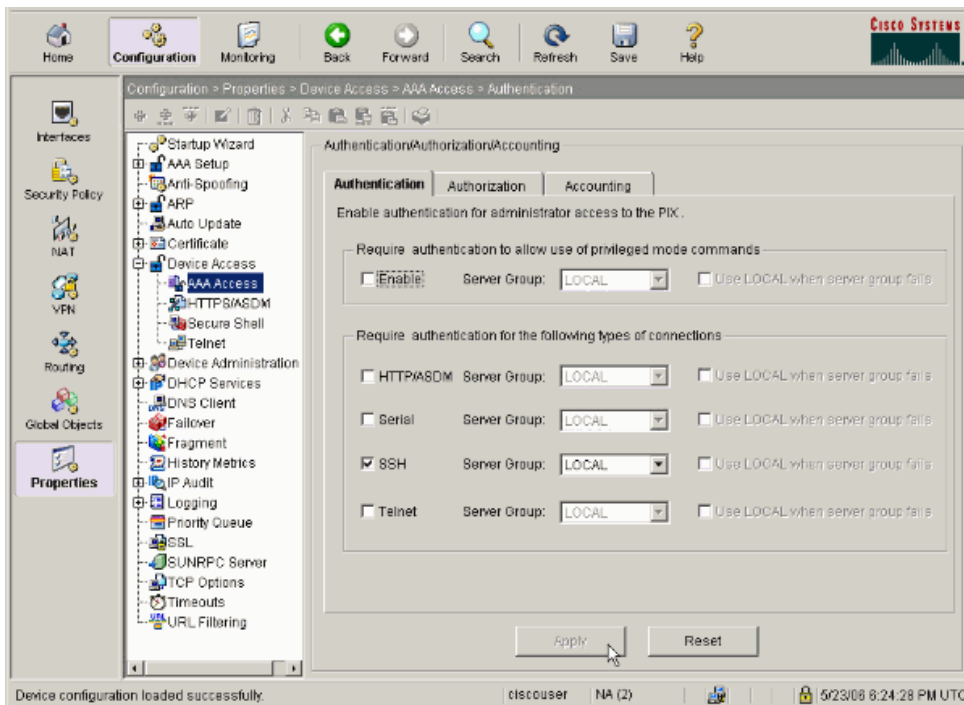 Home
Configuration
Monitoring
Back
Forward
Search
Refresh
Save
Help
CISCO SYSTEMS
Configuration > Properties > Device Access > AAA Access > Authentication
Interfaces
Security Policy
NAT
VPN
Routing
Global Objects
Properties
Startup Wizard
AAA Setup
Anti-Spoofing
ARP
Auto Update
Certificate
Device Access
AAA Access
HTTPS/ASDM
Secure Shell
Telnet
Device Administration
DHCP Services
DNS Client
Failover
Fragment
History Metrics
IP Audit
Logging
Priority Queue
SSL
SUNRPC Server
TCP Options
Timeouts
URL Filtering
Authentication/Authorization/Accounting
Authentication Authorization Accounting
Enable authentication for administrator access to the PIX .
Require authentication to allow use of privileged mode commands
Enable Server Group: LOCAL Use LOCAL when server group fails
Require authentication for the following types of connections
HTTP/ASDM Server Group: LOCAL Use LOCAL when server group fails
Serial Server Group: LOCAL Use LOCAL when server group fails
SSH Server Group: LOCAL Use LOCAL when server group fails
Telnet Server Group: LOCAL Use LOCAL when server group fails
Apply Reset
Device configuration loaded successfully. ciscouser NA (2) 5/23/06 6:24:28 PM UTC